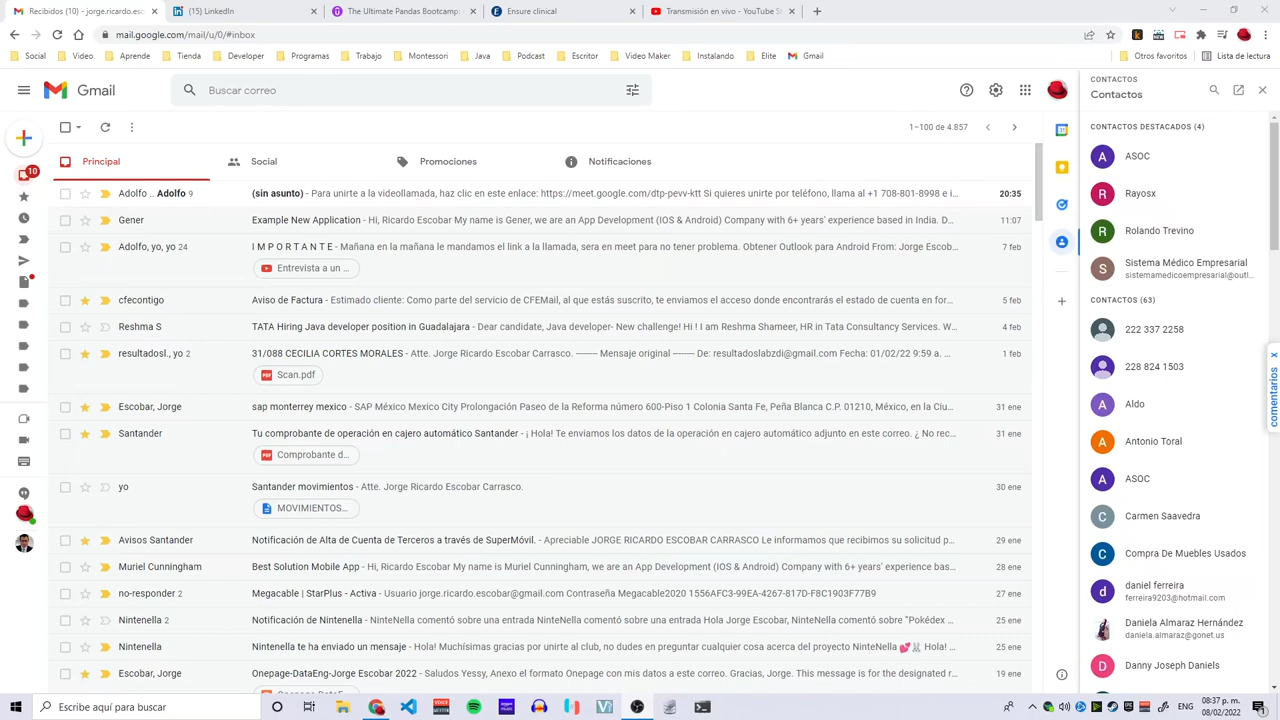 Recibidos (10) - jorge.ricardo.esc
(15) LinkedIn
The Ultimate Pandas Bootcamp:
Ensure clinical
Transmisión en vivo - YouTube St
mail.google.com/mail/u/0/#inbox
Social Video Aprende Tienda Developer Programas Trabajo Montessori Java Podcast Escritor Video Maker Instalando Elite Gmail Otros favoritos Lista de lectura
Gmail
Buscar correo
1–100 de 4.857
Principal Social Promociones Notificaciones
10
Adolfo .. Adolfo 9 (sin asunto) - Para unirte a la videollamada, haz clic en este enlace: https://meet.google.com/dtp-pevv-ktt Si quieres unirte por teléfono, llama al +1 708-801-8998 e i... 20:35
Gener Example New Application - Hi, Ricardo Escobar My name is Gener, we are an App Development (IOS & Android) Company with 6+ years' experience based in India. D... 11:07
Adolfo, yo, yo 24 I M P O R T A N T E - Mañana en la mañana le mandamos el link a la llamada, sera en meet para no tener problema. Obtener Outlook para Android From: Jorge Escob... 7 feb
Entrevista a un ...
cfecontigo Aviso de Factura - Estimado cliente: Como parte del servicio de CFEMail, al que estás suscrito, te enviamos el acceso donde encontrarás el estado de cuenta en for... 5 feb
Reshma S TATA Hiring Java developer position in Guadalajara - Dear candidate, Java developer- New challenge! Hi ! I am Reshma Shameer, HR in Tata Consultancy Services. W... 4 feb
resultadosl., yo 2 31/088 CECILIA CORTES MORALES - Atte. Jorge Ricardo Escobar Carrasco. -------- Mensaje original -------- De: resultadoslabzdi@gmail.com Fecha: 01/02/22 9:59 a. ... 1 feb
Scan.pdf
Escobar, Jorge sap monterrey mexico - SAP México Mexico City Prolongación Paseo de la Reforma número 600-Piso 1 Colonia Santa Fe, Peña Blanca C.P. 01210, México, en la Ciu... 31 ene
Santander Tu comprobante de operación en cajero automático Santander - ¡ Hola! Te enviamos los datos de la operación en cajero automático adjunto en este correo. ¿ No rec... 31 ene
Comprobante d...
yo Santander movimientos - Atte. Jorge Ricardo Escobar Carrasco. 30 ene
MOVIMIENTOS...
Avisos Santander Notificación de Alta de Cuenta de Terceros a través de SuperMóvil. - Apreciable JORGE RICARDO ESCOBAR CARRASCO Le informamos que recibimos su solicitud p... 29 ene
Muriel Cunningham Best Solution Mobile App - Hi, Ricardo Escobar My name is Muriel Cunningham, we are an App Development (IOS & Android) Company with 6+ years' experience bas... 28 ene
no-responder 2 Megacable | StarPlus - Activa - Usuario jorge.ricardo.escobar@gmail.com Contraseña Megacable2020 1556AFC3-99EA-4267-817D-F8C1903F77B9 27 ene
Nintenella 2 Notificación de Nintenella - NinteNella comentó sobre una entrada NinteNella comentó sobre una entrada Hola Jorge Escobar, NinteNella comentó sobre "Pokédex ... 25 ene
Nintenella Nintenella te ha enviado un mensaje - Hola! Muchísimas gracias por unirte al club, no dudes en preguntar cualquier cosa acerca del proyecto NinteNella 💕🐰 Hola! ... 25 ene
Escobar, Jorge Onepage-DataEng-Jorge Escobar 2022 - Saludos Yessy, Anexo el formato Onepage con mis datos a este correo. Gracias, Jorge. This message is for the designated r... 19 ene
CONTACTOS
Contactos
CONTACTOS DESTACADOS (4)
A ASOC
R Rayosx
R Rolando Trevino
S Sistema Médico Empresarial
sistemamedicoempresarial@outl...
CONTACTOS (63)
222 337 2258
228 824 1503
A Aldo
A Antonio Toral
A ASOC
C Carmen Saavedra
C Compra De Muebles Usados
d daniel ferreira
ferreira9203@hotmail.com
Daniela Almaraz Hernández
daniela.almaraz@gonet.us
D Danny Joseph Daniels
comentarios x
Escribe aquí para buscar
ENG
08:37 p. m.
08/02/2022